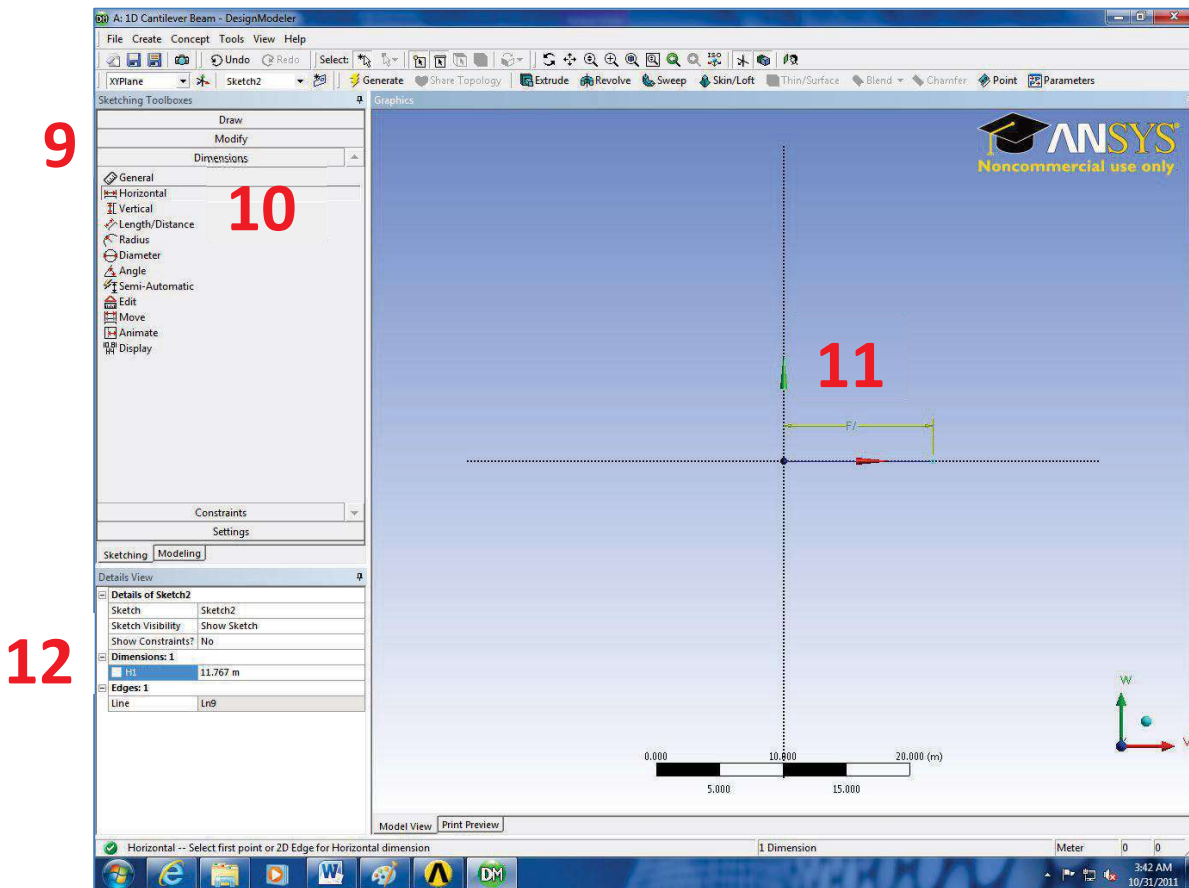 A: 1D Cantilever Beam - DesignModeler
File Create Concept Tools View Help
Undo Redo Select:
XYPlane Sketch2 Generate Share Topology Extrude Revolve Sweep Skin/Loft Thin/Surface Blend Chamfer Point Parameters
Sketching Toolboxes
Graphics
Draw
9
Modify
Dimensions
General
Horizontal
10
Vertical
Length/Distance
Radius
Diameter
Angle
Semi-Automatic
Edit
Move
Animate
Display
Constraints
Settings
Sketching Modeling
ANSYS
Noncommercial use only
11
Details View
Details of Sketch2
Sketch Sketch2
Sketch Visibility Show Sketch
Show Constraints? No
12
Dimensions: 1
H1 11.767 m
Edges: 1
Line Ln9
W
0.000 10.000 20.000 (m)
5.000 15.000
Model View Print Preview
Horizontal -- Select first point or 2D Edge for Horizontal dimension 1 Dimension Meter 0 0
DM
3:42 AM
10/31/2011